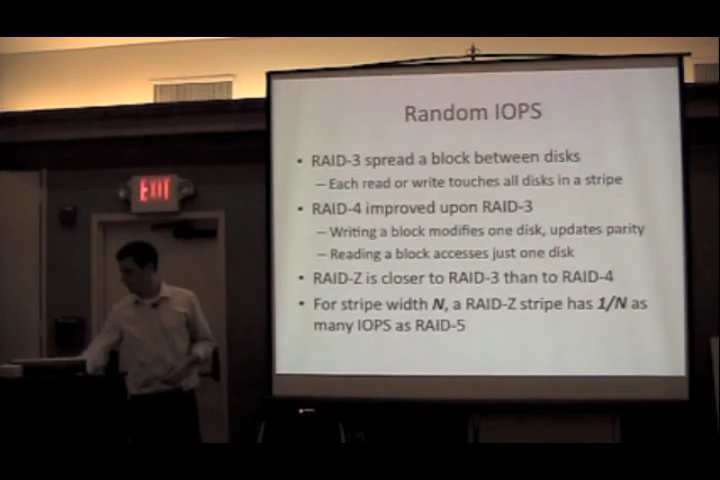 EXIT
Random IOPS
• RAID-3 spread a block between disks
– Each read or write touches all disks in a stripe
• RAID-4 improved upon RAID-3
– Writing a block modifies one disk, updates parity
– Reading a block accesses just one disk
• RAID-Z is closer to RAID-3 than to RAID-4
• For stripe width N, a RAID-Z stripe has 1/N as
many IOPS as RAID-5